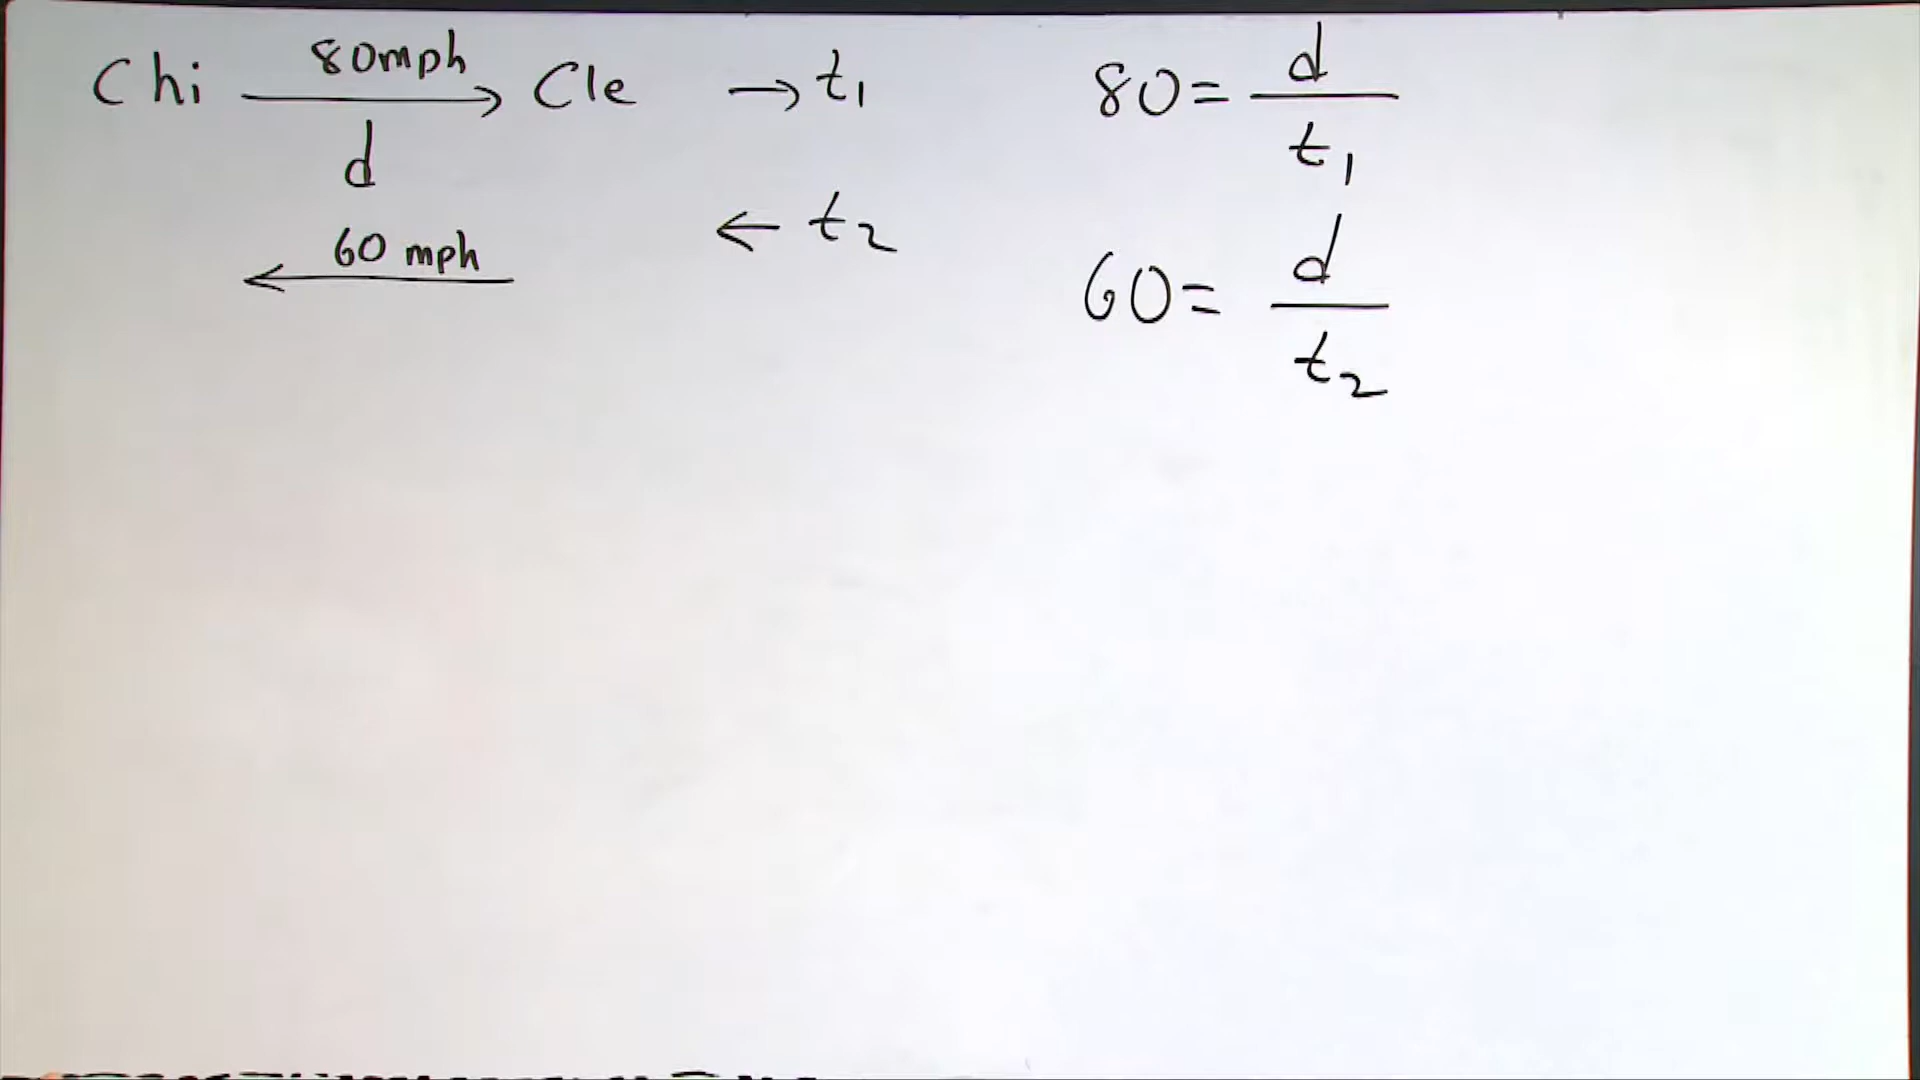 Chi 80mph → Cle → t₁
d
← 60 mph ← t₂
80 = d / t₁
60 = d / t₂